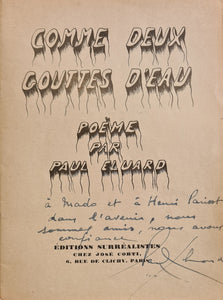 COMME DEUX
GOUTTES D'EAU
POÈME
PAR
PAUL ELUARD
à Mado et à Henri Parisot
dans l'avenir, nous
sommes amis, nous avons
confiance
ÉDITIONS SURRÉALISTES
CHEZ JOSÉ CORTI,
6, RUE DE CLICHY, PARIS